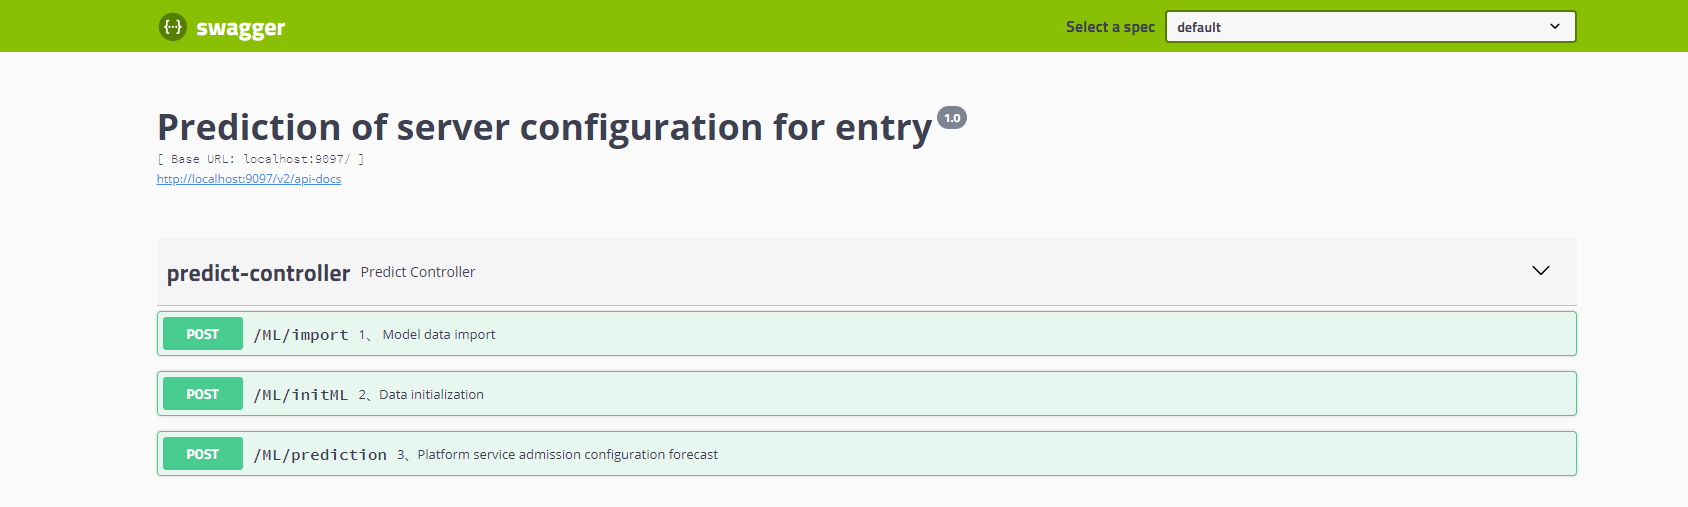 {···} swagger Select a spec default
Prediction of server configuration for entry 1.0
[ Base URL: localhost:9097/ ]
http://localhost:9097/v2/api-docs
predict-controller Predict Controller
POST /ML/import 1、 Model data import
POST /ML/initML 2、Data initialization
POST /ML/prediction 3、Platform service admission configuration forecast